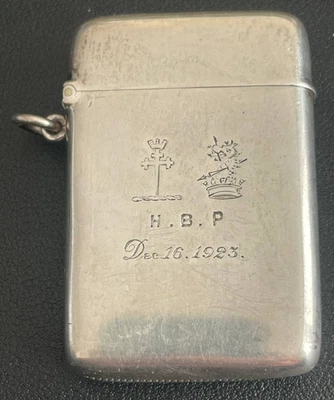 H. B. P
Dec 16. 1923.